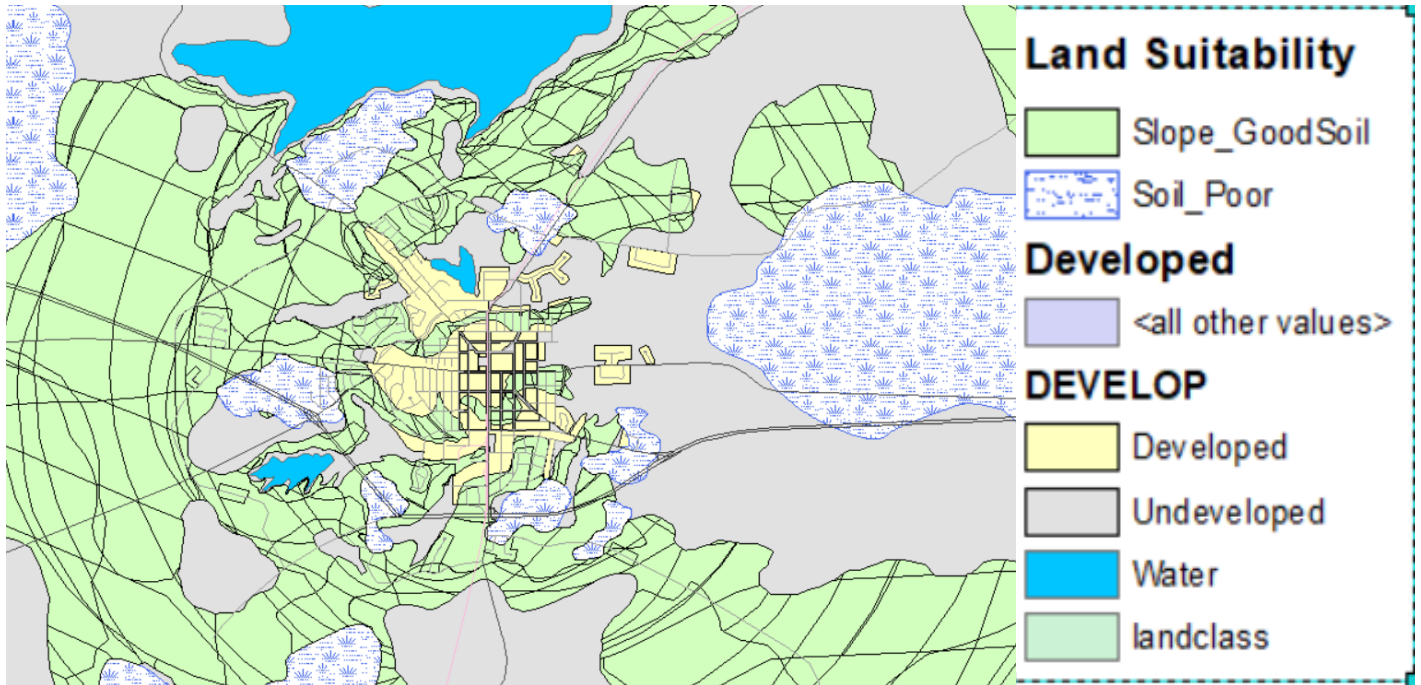 Land Suitability
Slope_GoodSoil
Soil_Poor
Developed
<all other values>
DEVELOP
Developed
Undeveloped
Water
landclass